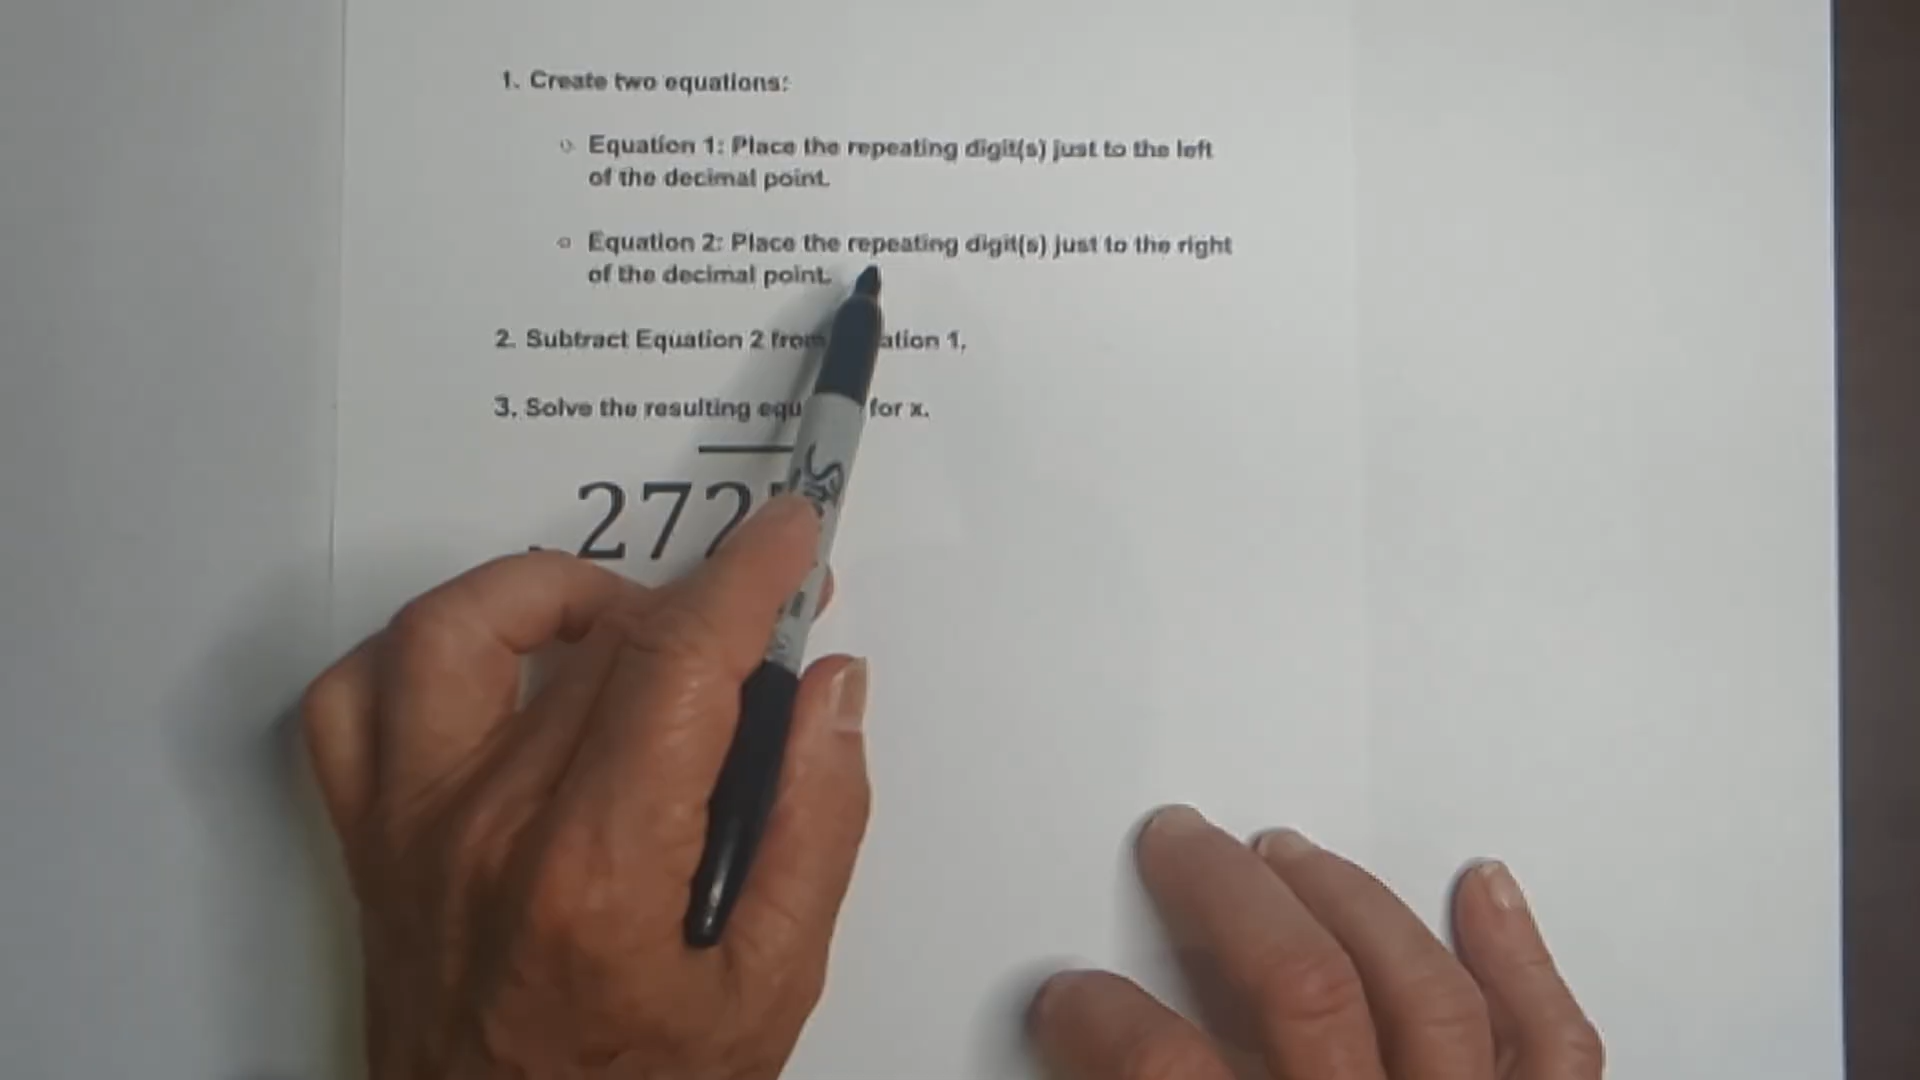 1. Create two equations:
Equation 1: Place the repeating digit(s) just to the left
of the decimal point.
Equation 2: Place the repeating digit(s) just to the right
of the decimal point.
2. Subtract Equation 2 from ation 1,
3. Solve the resulting equ for x.
.272